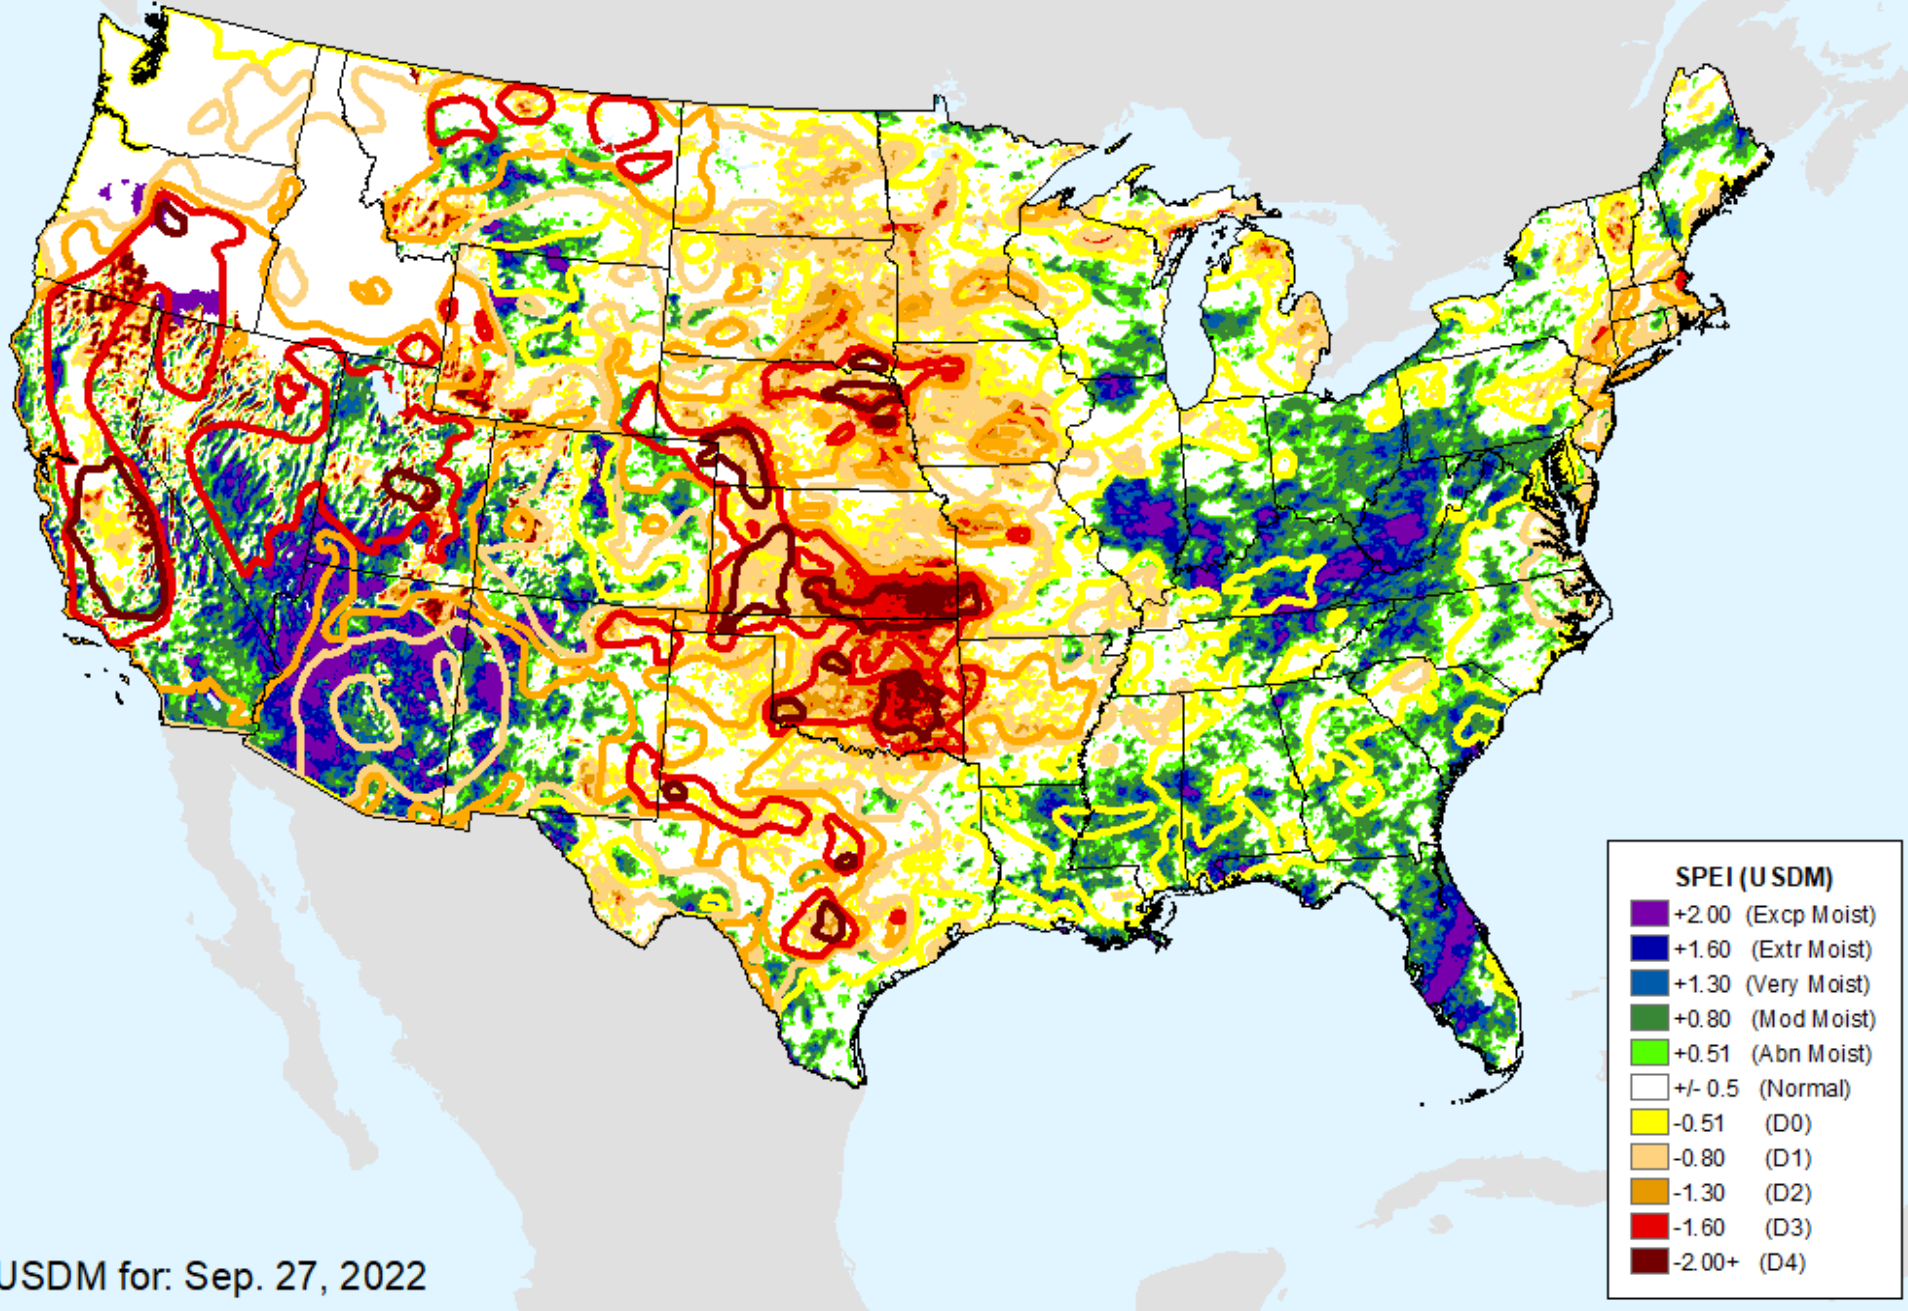 SPEI (USDM)
+2.00 (Excp Moist)
+1.60 (Extr Moist)
+1.30 (Very Moist)
+0.80 (Mod Moist)
+0.51 (Abn Moist)
+/- 0.5 (Normal)
-0.51 (D0)
-0.80 (D1)
-1.30 (D2)
-1.60 (D3)
-2.00+ (D4)
USDM for: Sep. 27, 2022